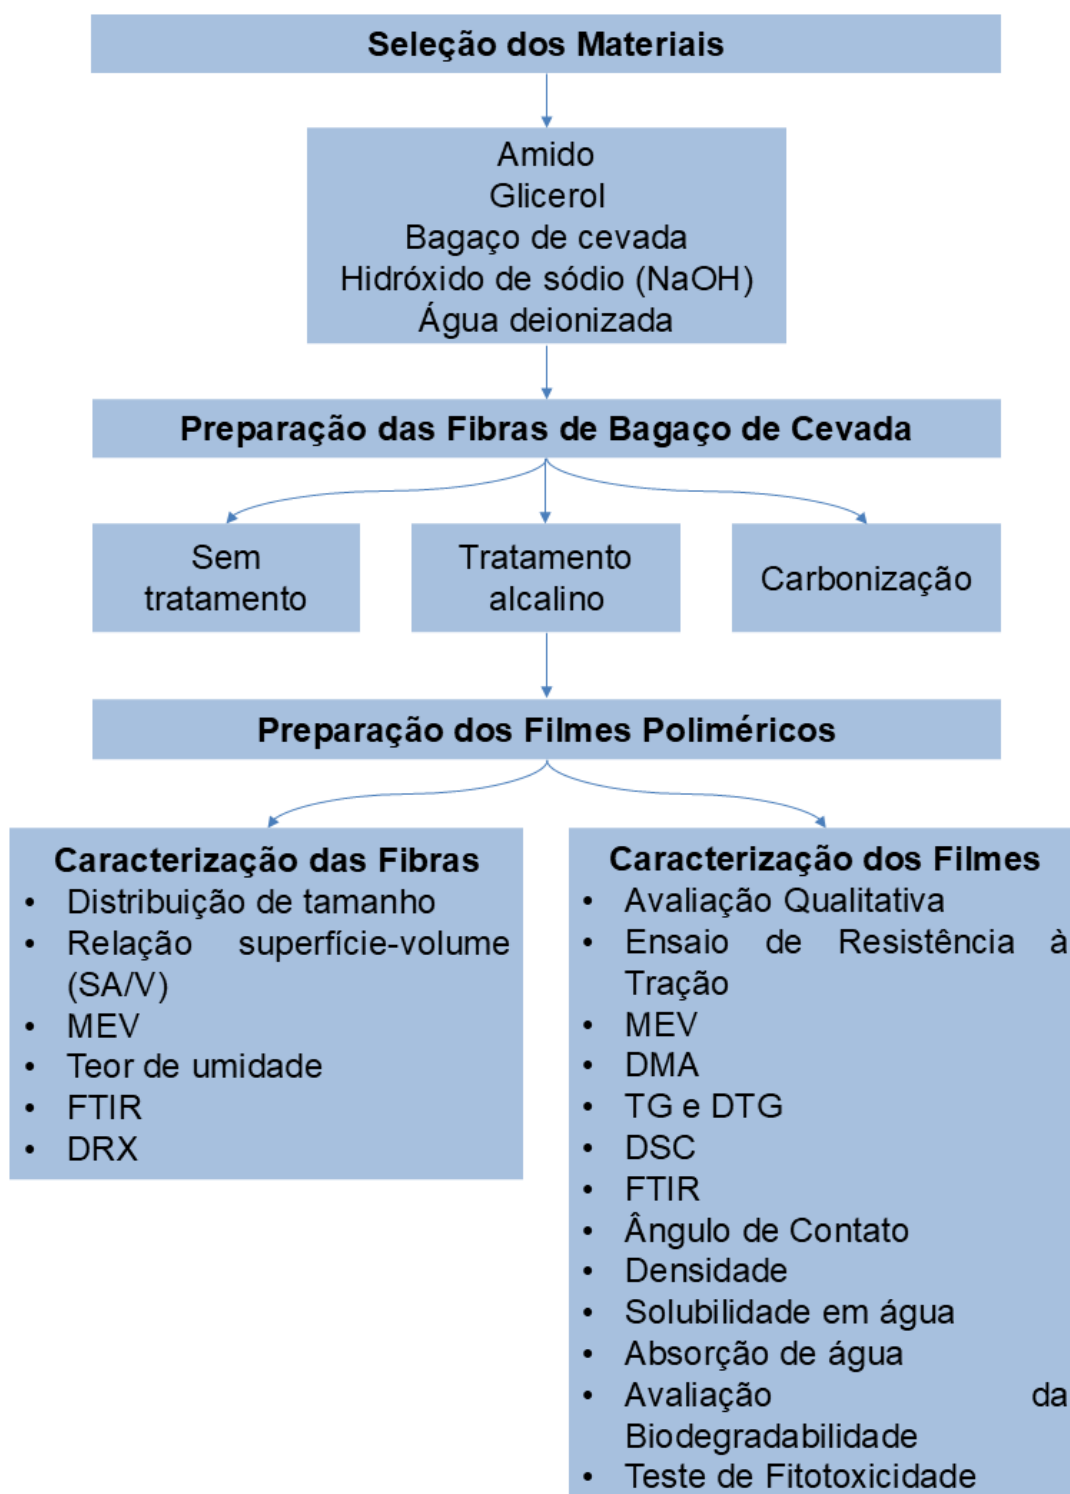 Seleção dos Materiais
Amido
Glicerol
Bagaço de cevada
Hidróxido de sódio (NaOH)
Água deionizada
Preparação das Fibras de Bagaço de Cevada
Sem
tratamento
Tratamento
alcalino
Carbonização
Preparação dos Filmes Poliméricos
Caracterização das Fibras
• Distribuição de tamanho
• Relação superfície-volume
(SA/V)
• MEV
• Teor de umidade
• FTIR
• DRX
Caracterização dos Filmes
• Avaliação Qualitativa
• Ensaio de Resistência à
Tração
• MEV
• DMA
• TG e DTG
• DSC
• FTIR
• Ângulo de Contato
• Densidade
• Solubilidade em água
• Absorção de água
• Avaliação da
Biodegradabilidade
• Teste de Fitotoxicidade